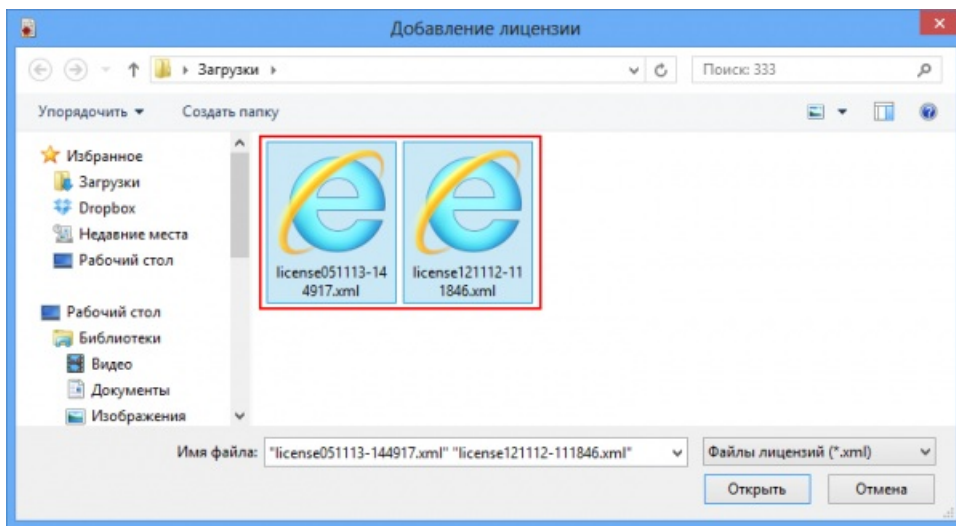 Добавление лицензии
Загрузки
Поиск: 333
Упорядочить
Создать папку
Избранное
Загрузки
Dropbox
Недавние места
Рабочий стол
Рабочий стол
Библиотеки
Видео
Документы
Изображения
license051113-14
4917.xml
license121112-11
1846.xml
Имя файла: "license051113-144917.xml" "license121112-111846.xml"
Файлы лицензий (*.xml)
Открыть
Отмена